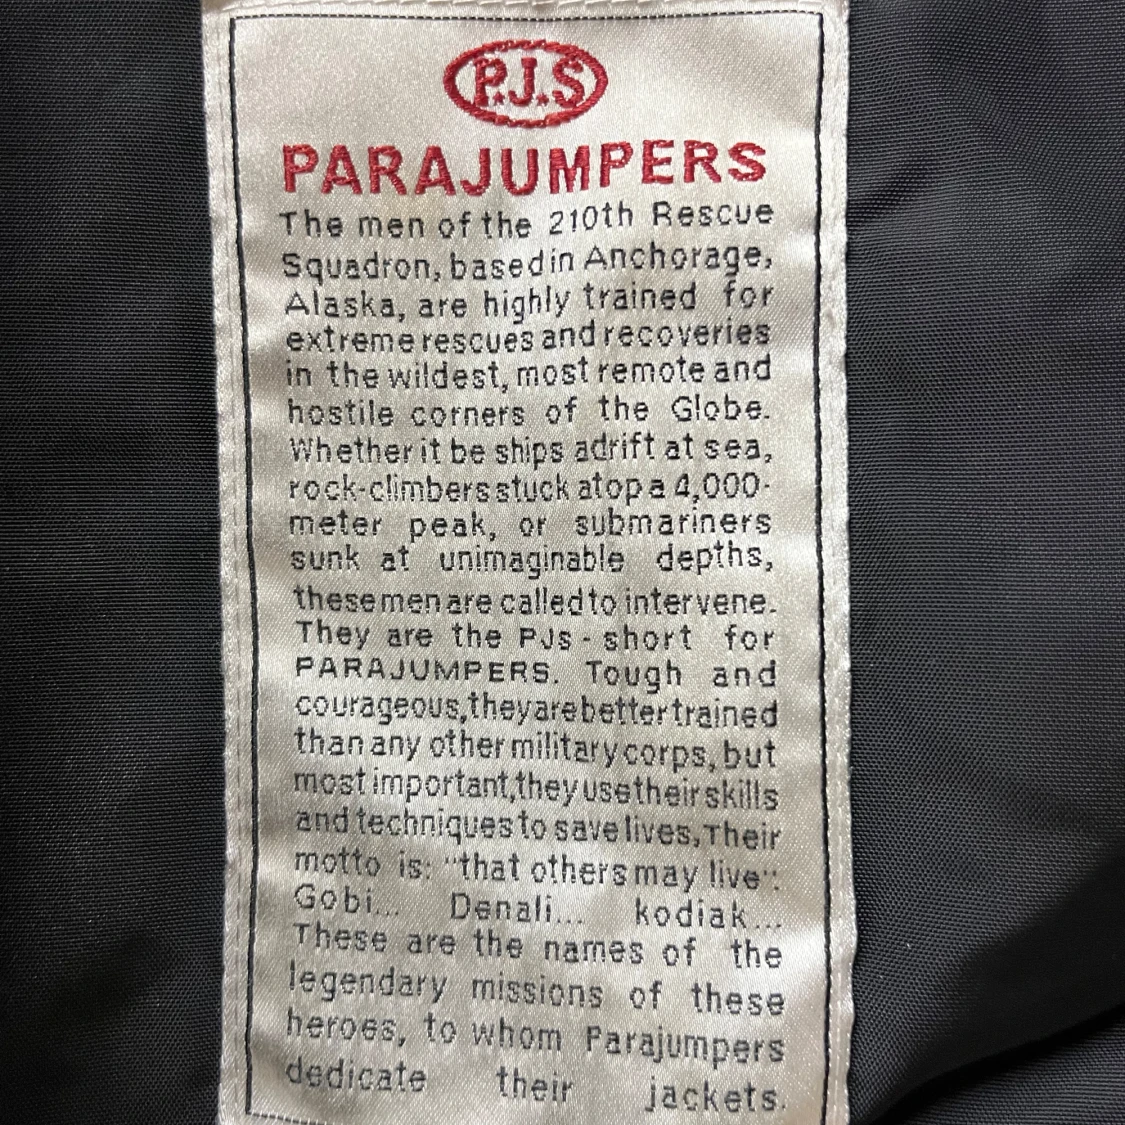 P.J.S
PARAJUMPERS
The men of the 210th Rescue
Squadron, based in Anchorage,
Alaska, are highly trained for
extreme rescues and recoveries
in the wildest, most remote and
hostile corners of the Globe.
Whether it be ships adrift at sea,
rock-climbers stuck atop a 4,000-
meter peak, or submariners
sunk at unimaginable depths,
these men are called to intervene.
They are the PJs - short for
PARAJUMPERS. Tough and
courageous, they are better trained
than any other military corps, but
most important, they use their skills
and techniques to save lives, Their
motto is: "that others may live".
Gobi... Denali... kodiak...
These are the names of the
legendary missions of these
heroes, to whom Parajumpers
dedicate their jackets.